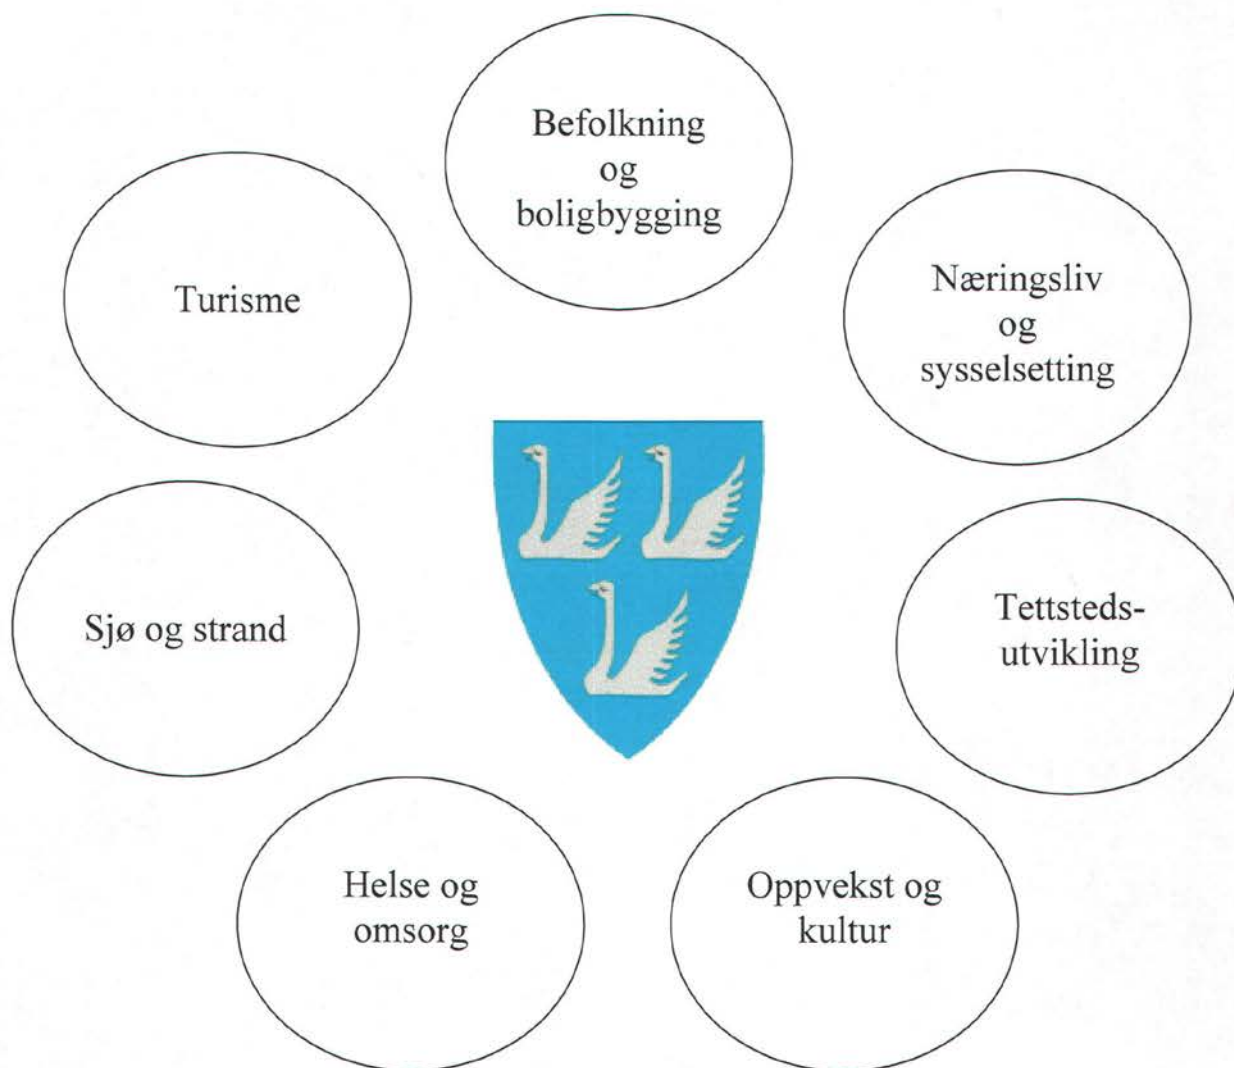 Befolkning
og
boligbygging
Næringsliv
og
sysselsetting
Turisme
Tettsteds-
utvikling
Sjø og strand
Helse og
omsorg
Oppvekst og
kultur